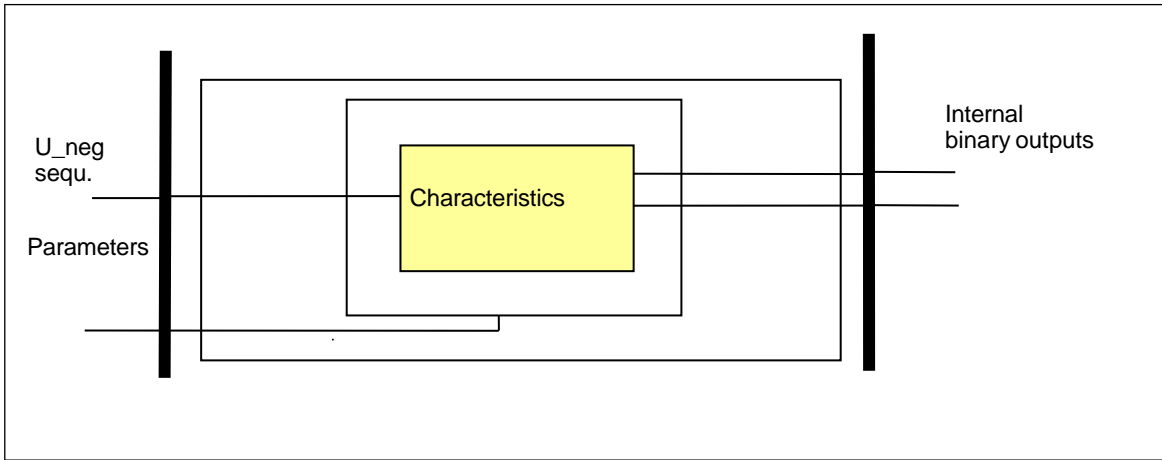 U_neg
sequ.
Parameters
Characteristics
Internal
binary outputs